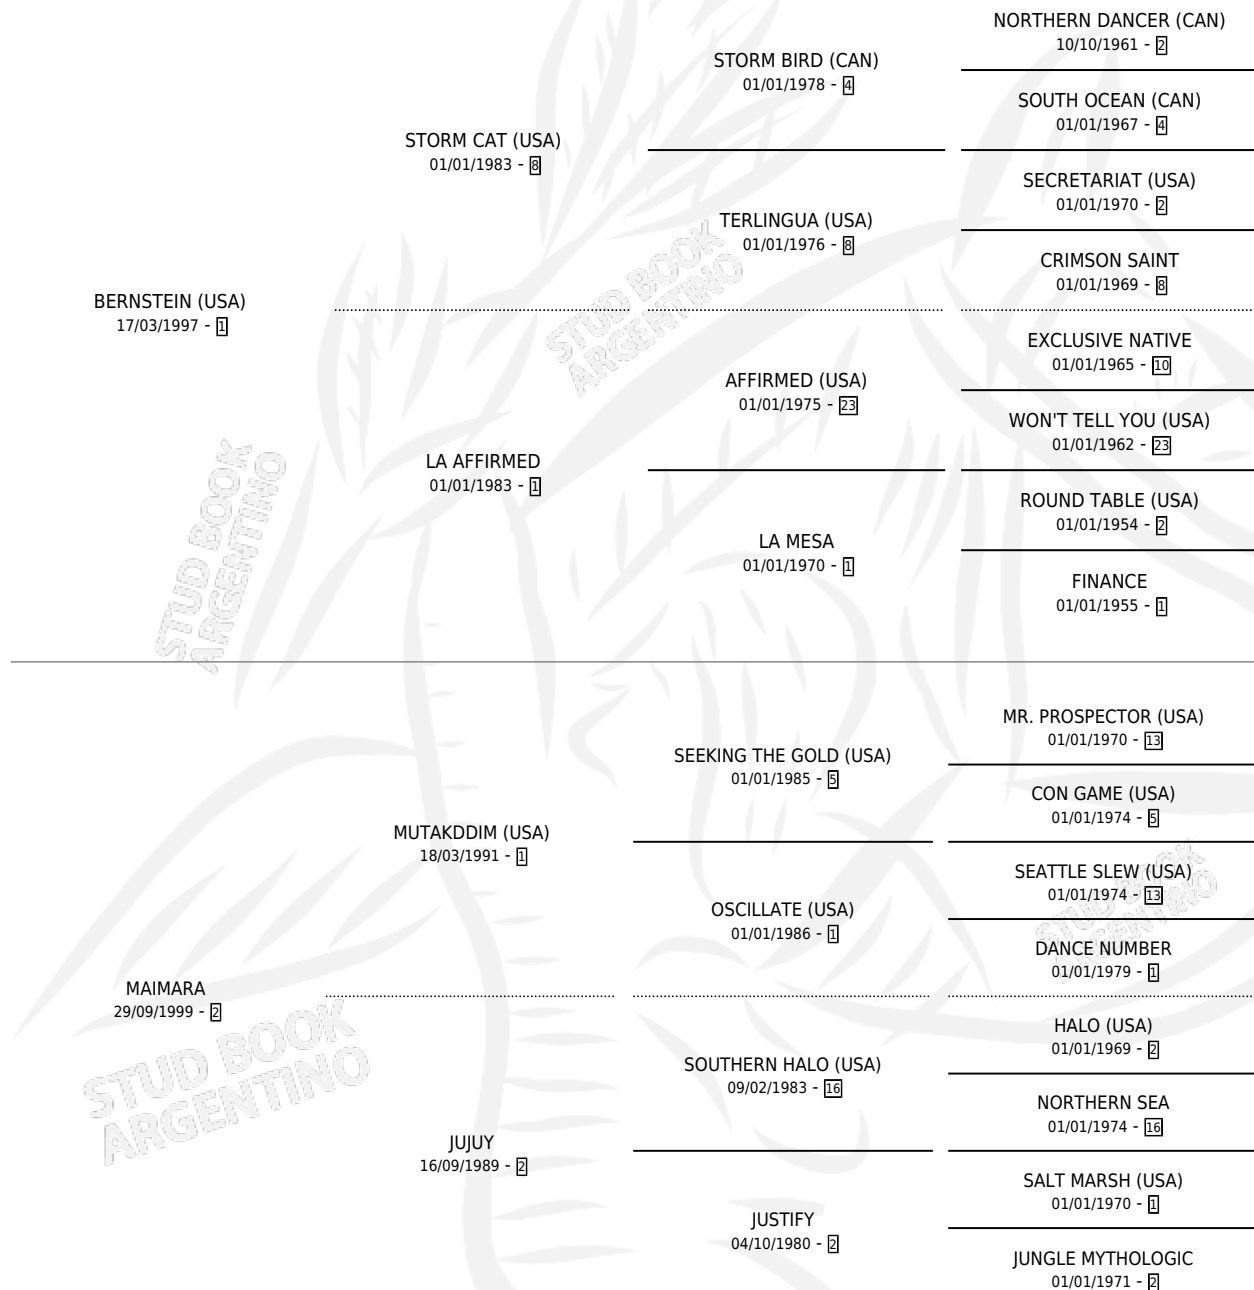 NORTHERN DANCER (CAN)
10/10/1961 - 2
STORM BIRD (CAN)
01/01/1978 - 4
SOUTH OCEAN (CAN)
01/01/1967 - 4
STORM CAT (USA)
01/01/1983 - 8
SECRETARIAT (USA)
01/01/1970 - 2
TERLINGUA (USA)
01/01/1976 - 8
CRIMSON SAINT
01/01/1969 - 8
BERNSTEIN (USA)
17/03/1997 - 1
STUD BOOK
ARGENTINO
EXCLUSIVE NATIVE
01/01/1965 - 10
AFFIRMED (USA)
01/01/1975 - 23
WON'T TELL YOU (USA)
01/01/1962 - 23
LA AFFIRMED
01/01/1983 - 1
ROUND TABLE (USA)
01/01/1954 - 2
LA MESA
01/01/1970 - 1
FINANCE
01/01/1955 - 1
STUD BOOK
ARGENTINO
MR. PROSPECTOR (USA)
01/01/1970 - 13
SEEKING THE GOLD (USA)
01/01/1985 - 5
CON GAME (USA)
01/01/1974 - 5
MUTAKDDIM (USA)
18/03/1991 - 1
SEATTLE SLEW (USA)
01/01/1974 - 13
OSCILLATE (USA)
01/01/1986 - 1
STUD BOOK
ARGENTINO
DANCE NUMBER
01/01/1979 - 1
MAIMARA
29/09/1999 - 2
STUD BOOK
ARGENTINO
HALO (USA)
01/01/1969 - 2
SOUTHERN HALO (USA)
09/02/1983 - 16
NORTHERN SEA
01/01/1974 - 16
JUJUY
16/09/1989 - 2
SALT MARSH (USA)
01/01/1970 - 1
JUSTIFY
04/10/1980 - 2
JUNGLE MYTHOLOGIC
01/01/1971 - 2